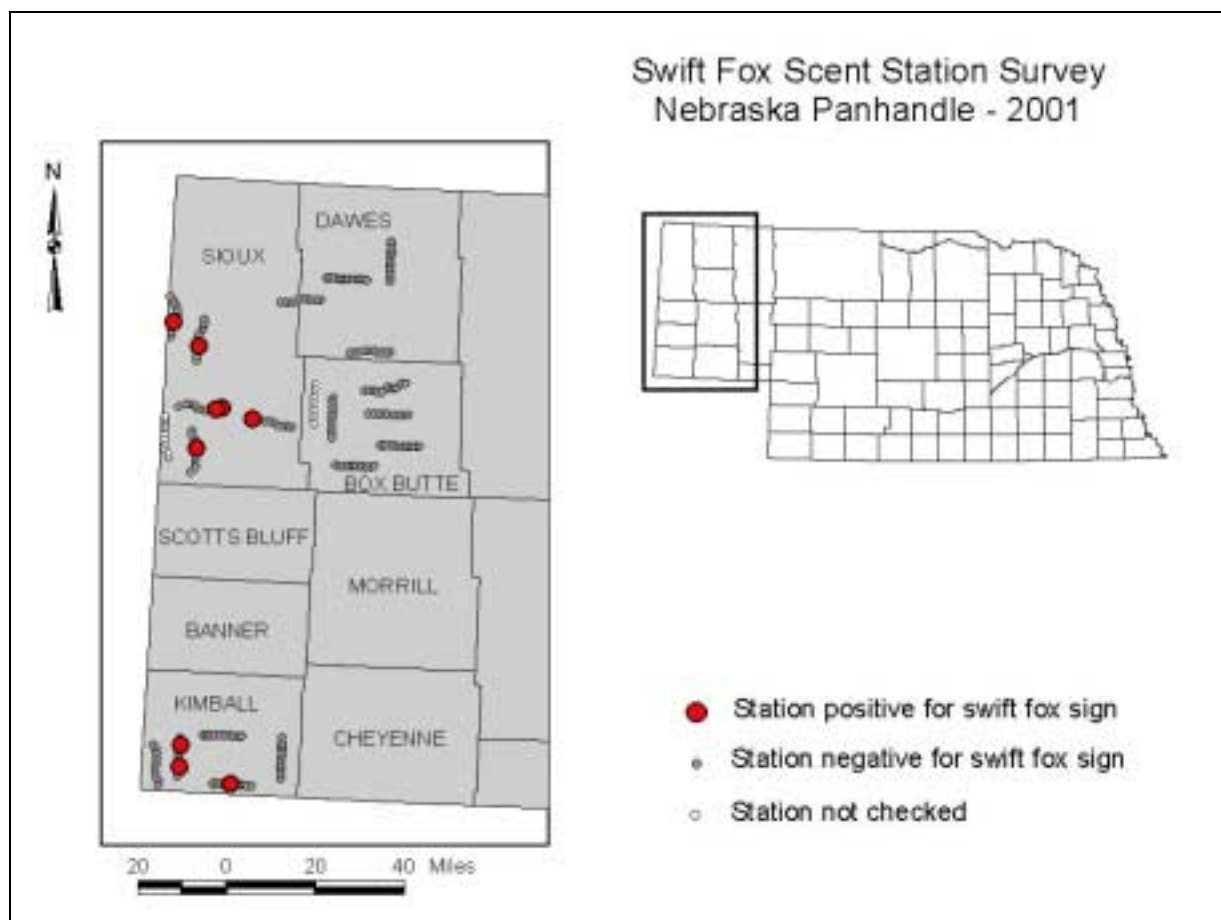 Swift Fox Scent Station Survey
Nebraska Panhandle - 2001
N
DAWES
SIOUX
BOX BUTTE
SCOTTS BLUFF
MORRILL
BANNER
KIMBALL
CHEYENNE
Station positive for swift fox sign
Station negative for swift fox sign
Station not checked
20 0 20 40 Miles